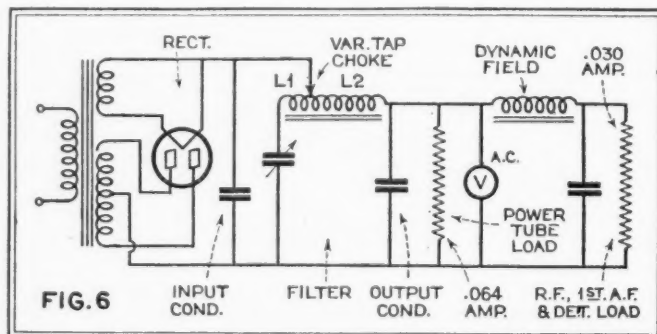 RECT.
VAR. TAP
CHOKE
L1
L2
DYNAMIC
FIELD
.030
AMP.
A.C.
V
POWER
TUBE
LOAD
FIG. 6
INPUT
COND.
FILTER
OUTPUT
COND.
.064
AMP.
R.F., 1ST. A.F.
& DET. LOAD